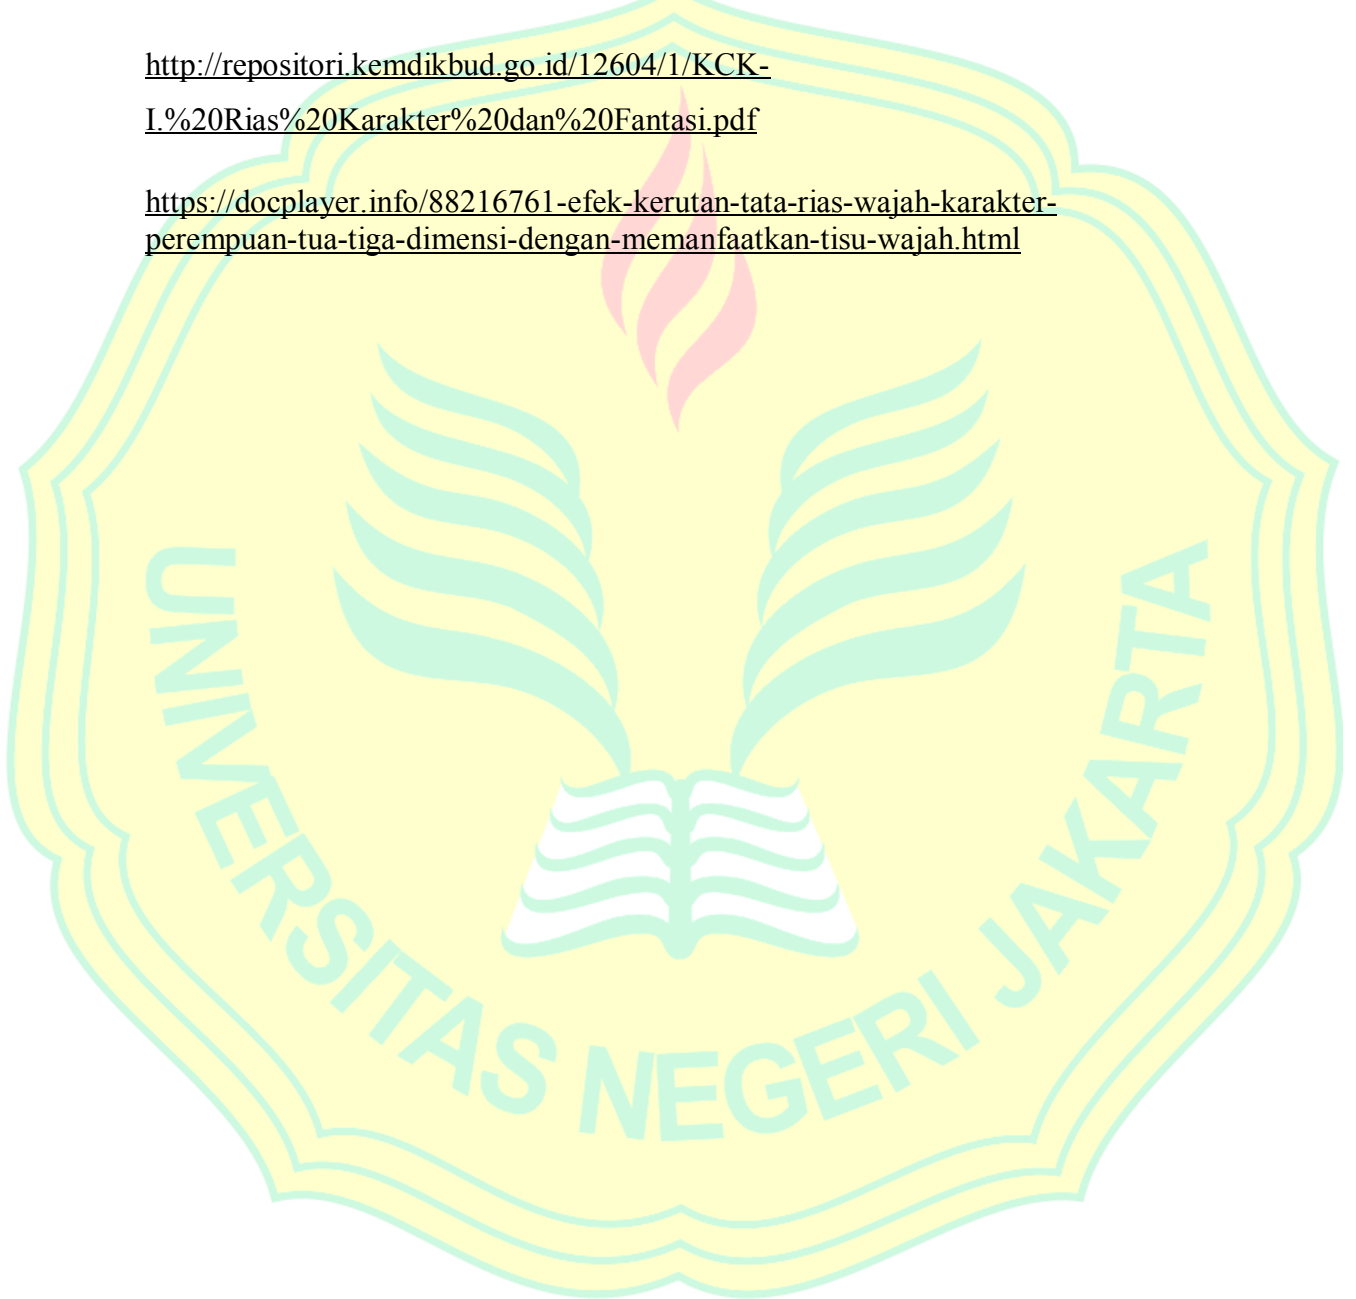 http://repositori.kemdikbud.go.id/12604/1/KCK-
I.%20Rias%20Karakter%20dan%20Fantasi.pdf
https://docplayer.info/88216761-efek-kerutan-tata-rias-wajah-karakter-
perempuan-tua-tiga-dimensi-dengan-memanfaatkan-tisu-wajah.html
UNIVERSITAS NEGERI JAKARTA